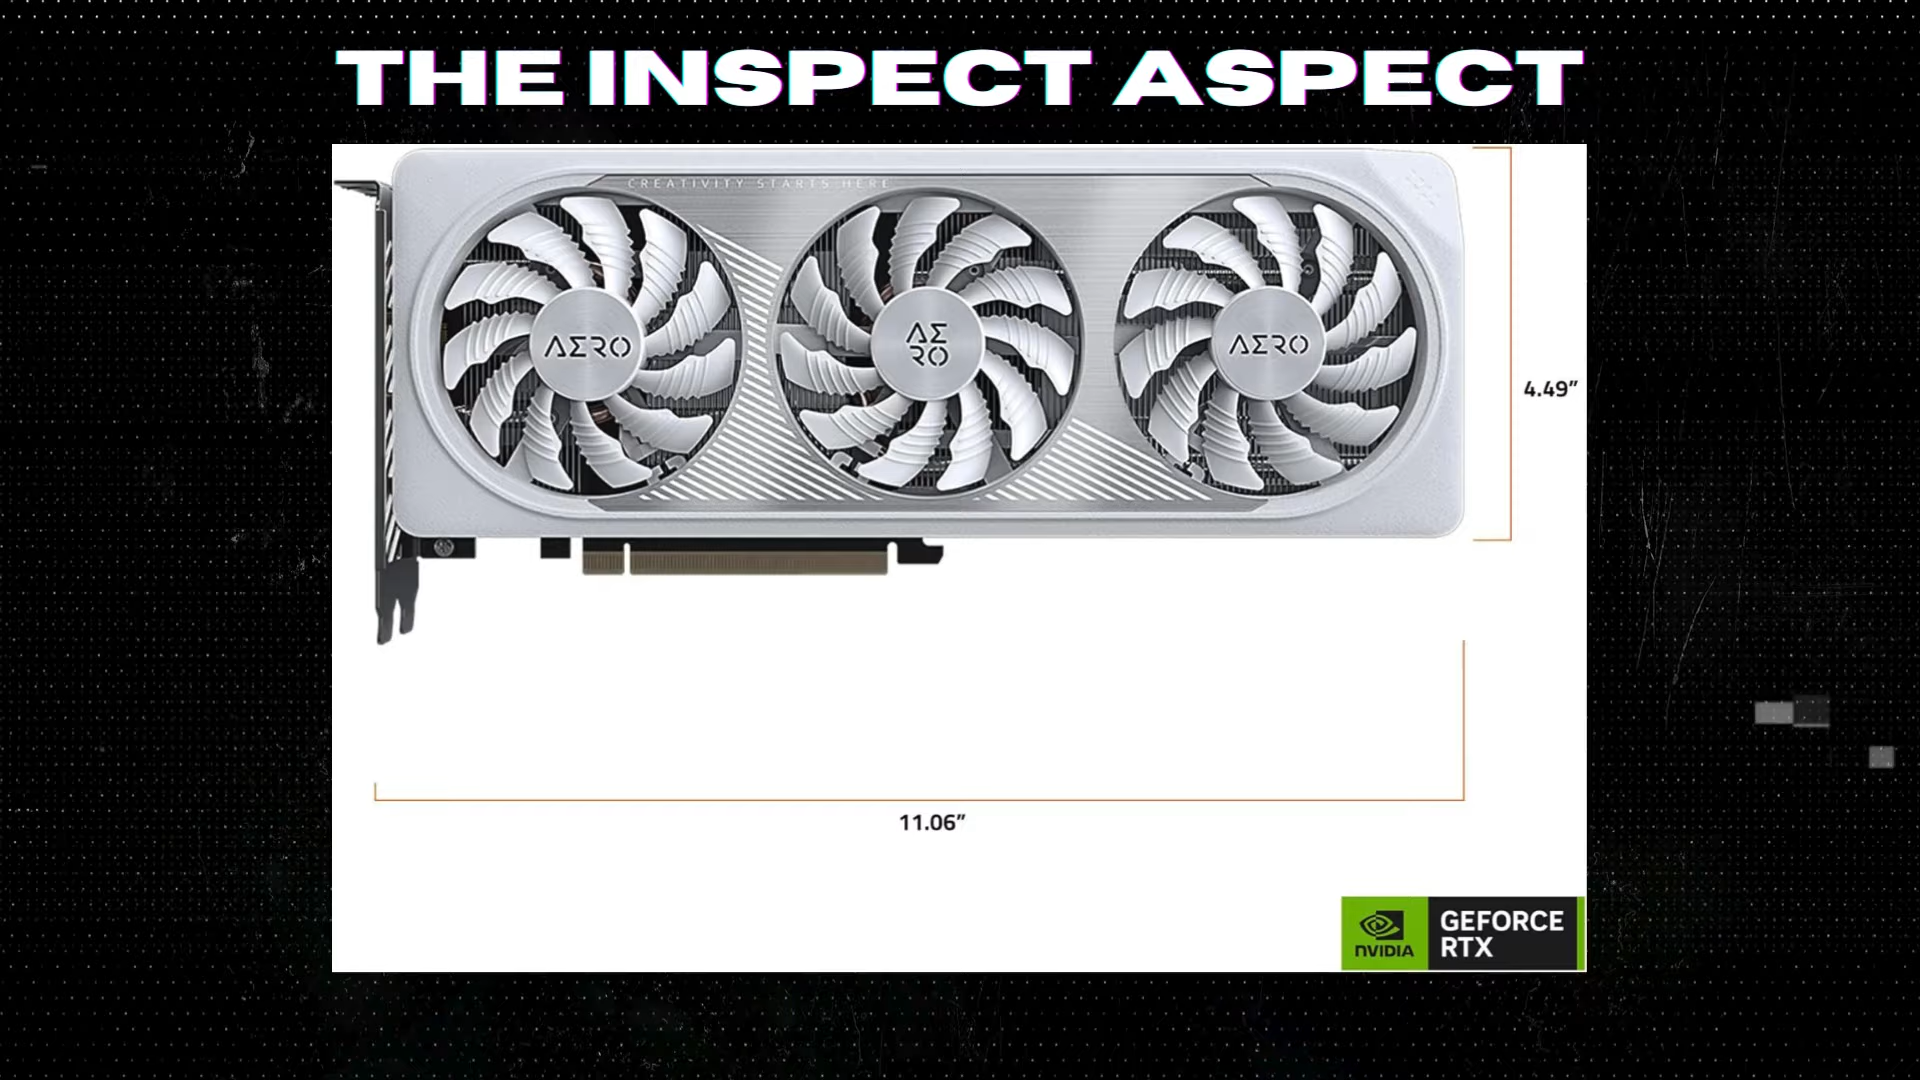 THE INSPECT ASPECT
CREATIVITY STARTS HERE
AERO
AE
RO
AERO
4.49”
11.06”
NVIDIA
GEFORCE
RTX